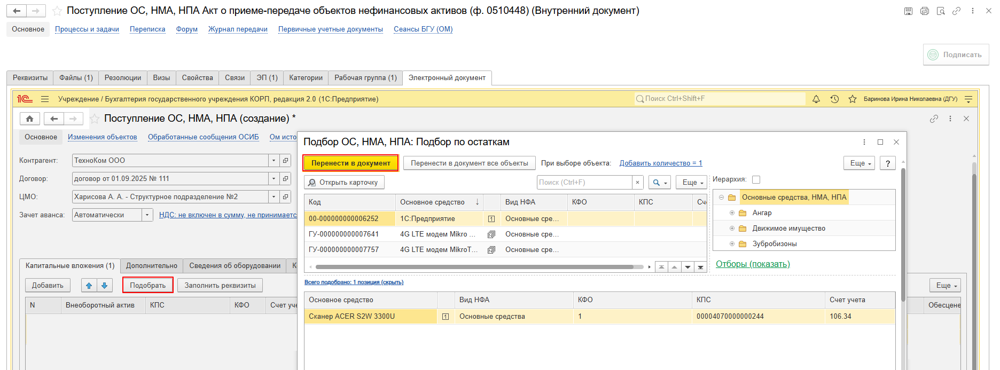 Поступление ОС, НМА, НПА Акт о приеме-передаче объектов нефинансовых активов (ф. 0510448) (Внутренний документ)
Основное Процессы и задачи Переписка Форум Журнал передачи Первичные учетные документы Сеансы БГУ (ОМ)
Подписать
Реквизиты Файлы (1) Резолюции Визы Свойства Связи ЭП (1) Категории Рабочая группа (1) Электронный документ
1С Учреждение / Бухгалтерия государственного учреждения КОРП, редакция 2.0 (1С:Предприятие) Поиск Ctrl+Shift+F Баринова Ирина Николаевна (ДГУ)
Поступление ОС, НМА, НПА (создание) *
Основное Изменения объектов Обработанные сообщения ОСИБ Ом исто
Контрагент: ТехноКом ООО
Договор: договор от 01.09.2025 № 111
ЦМО: Харисова А. А. - Структурное подразделение №2
Зачет аванса: Автоматически НДС: не включен в сумму, не принимаетс
Капитальные вложения (1) Дополнительно Сведения об оборудовании К
Добавить Подобрать Заполнить реквизиты Еще
N Внеоборотный актив КПС КФО Счет уче Обесцене
Подбор ОС, НМА, НПА: Подбор по остаткам
Перенести в документ Перенести в документ все объекты При выборе объекта: Добавить количество = 1 Еще ?
Открыть карточку Поиск (Ctrl+F) × Еще Иерархия:
Код Основное средство ↓ Вид НФА КФО КПС Сч
00-000000000006252 1С:Предприятие 1 Основные сре...
ГУ-000000000007641 4G LTE модем Mikro ... N Основные сре...
ГУ-000000000007757 4G LTE модем MikroT... N Основные сре...
Основные средства, НМА, НПА
Ангар
Движимое имущество
Зубробизоны
Отборы (показать)
Всего подобрано: 1 позиция (скрыть)
Основное средство Вид НФА КФО КПС Счет учета
Сканер ACER S2W 3300U 1 Основные средства 1 00004070000000244 106.34